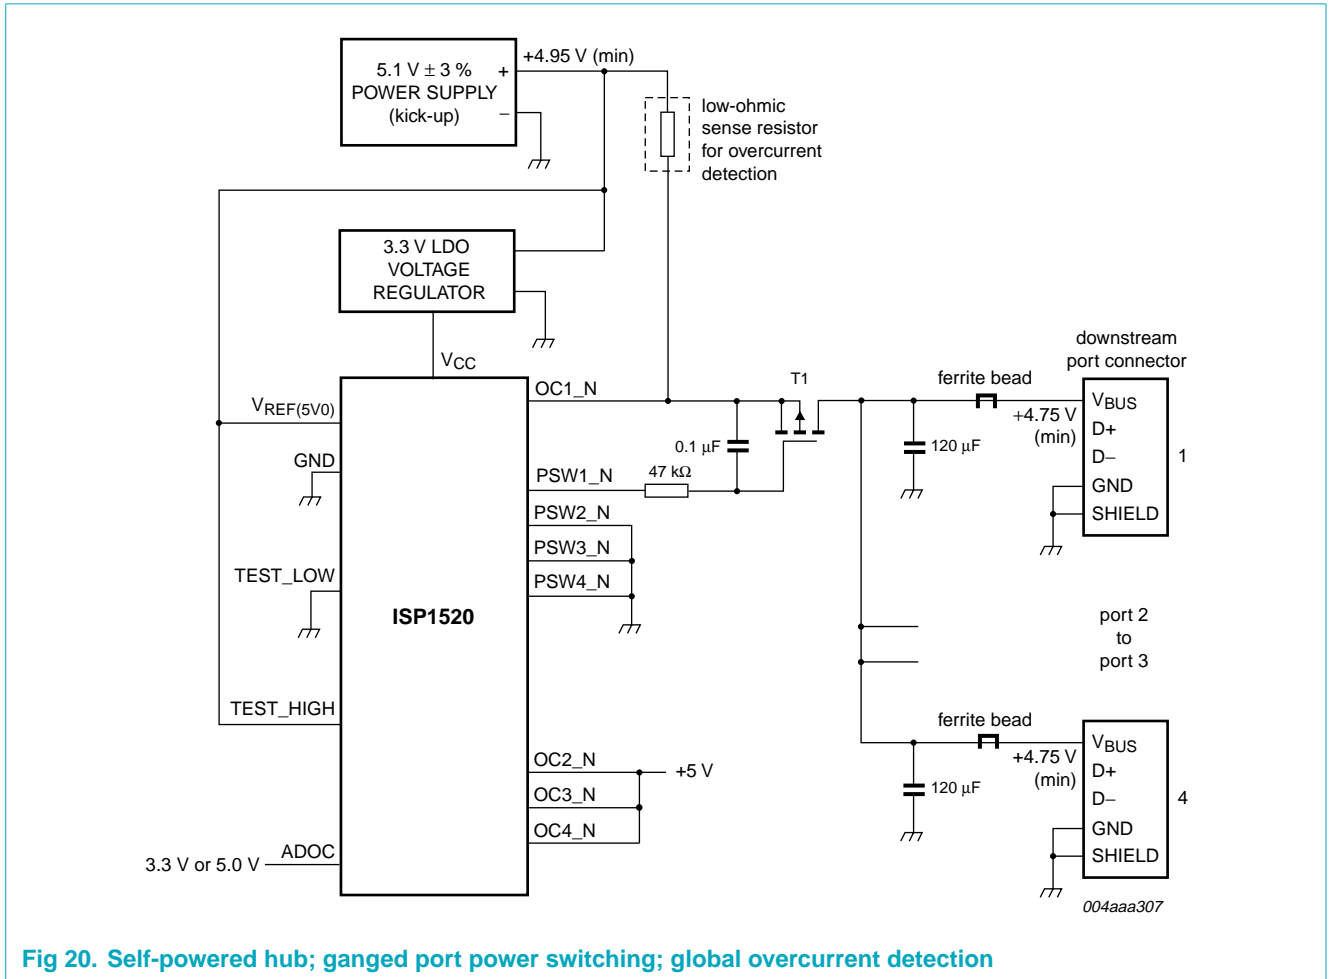 5.1 V ± 3 %
POWER SUPPLY
(kick-up)
+
−
+4.95 V (min)
low-ohmic
sense resistor
for overcurrent
detection
3.3 V LDO
VOLTAGE
REGULATOR
VCC
VREF(5V0)
GND
TEST_LOW
TEST_HIGH
ADOC
3.3 V or 5.0 V
ISP1520
OC1_N
PSW1_N
PSW2_N
PSW3_N
PSW4_N
OC2_N
OC3_N
OC4_N
+5 V
0.1 μF
47 kΩ
T1
ferrite bead
120 μF
+4.75 V
(min)
downstream
port connector
VBUS
D+
D−
GND
SHIELD
1
port 2
to
port 3
ferrite bead
120 μF
+4.75 V
(min)
VBUS
D+
D−
GND
SHIELD
4
004aaa307
Fig 20. Self-powered hub; ganged port power switching; global overcurrent detection